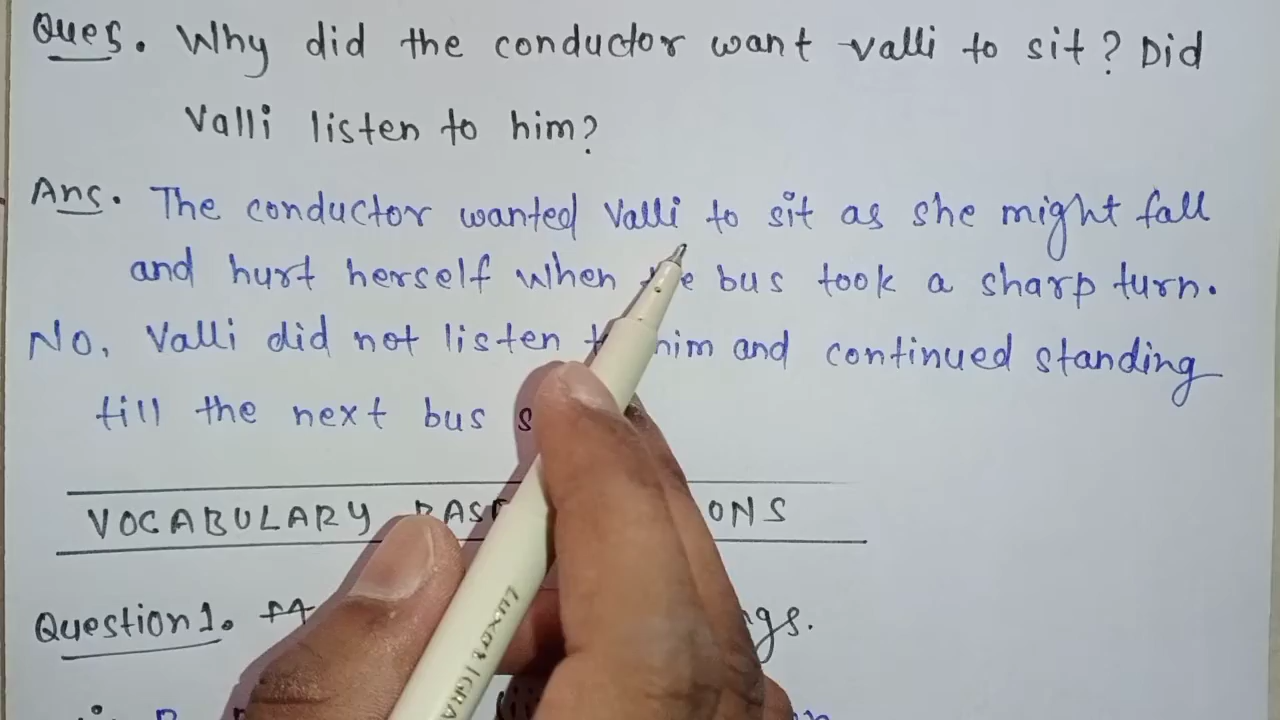 Ques. Why did the conductor want Valli to sit? Did
Valli listen to him?
Ans. The conductor wanted Valli to sit as she might fall
and hurt herself when the bus took a sharp turn.
No, Valli did not listen to him and continued standing
till the next bus
VOCABULARY
Question 1.